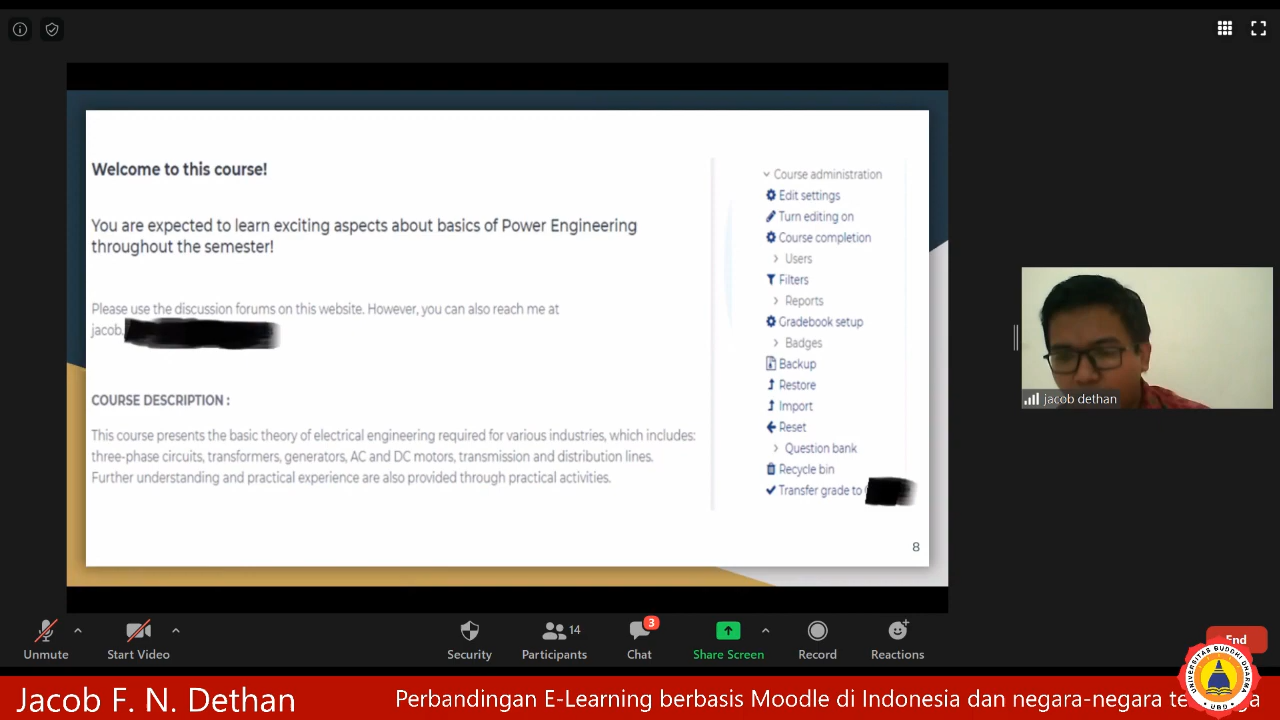 Welcome to this course!
You are expected to learn exciting aspects about basics of Power Engineering
throughout the semester!
Please use the discussion forums on this website. However, you can also reach me at
jacob.
COURSE DESCRIPTION :
This course presents the basic theory of electrical engineering required for various industries, which includes:
three-phase circuits, transformers, generators, AC and DC motors, transmission and distribution lines.
Further understanding and practical experience are also provided through practical activities.
Course administration
Edit settings
Turn editing on
Course completion
Users
Filters
Reports
Gradebook setup
Badges
Backup
Restore
Import
Reset
Question bank
Recycle bin
Transfer grade to
8
jacob dethan
Unmute
Start Video
Security
14
Participants
3
Chat
Share Screen
Record
Reactions
End
UNIVERSITAS BUDDHI DHARMA
UBD
Jacob F. N. Dethan
Perbandingan E-Learning berbasis Moodle di Indonesia dan negara-negara